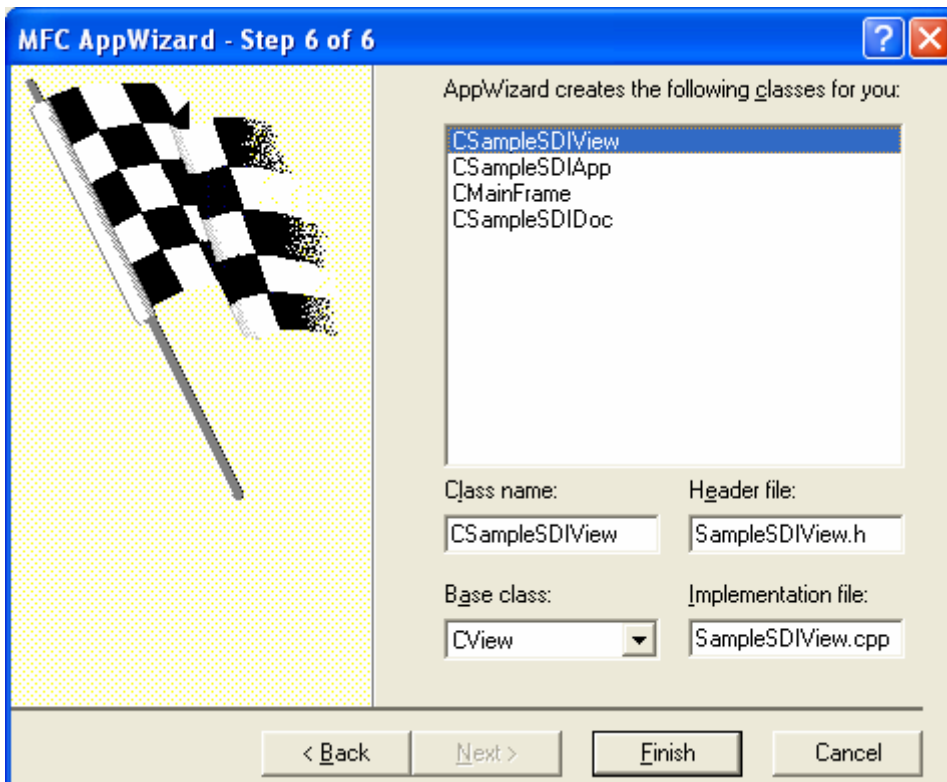 MFC AppWizard - Step 6 of 6
?
AppWizard creates the following classes for you:
CSampleSDIView
CSampleSDIApp
CMainFrame
CSampleSDIDoc
Class name:
Header file:
CSampleSDIView
SampleSDIView.h
Base class:
Implementation file:
CView
SampleSDIView.cpp
< Back
Next >
Finish
Cancel